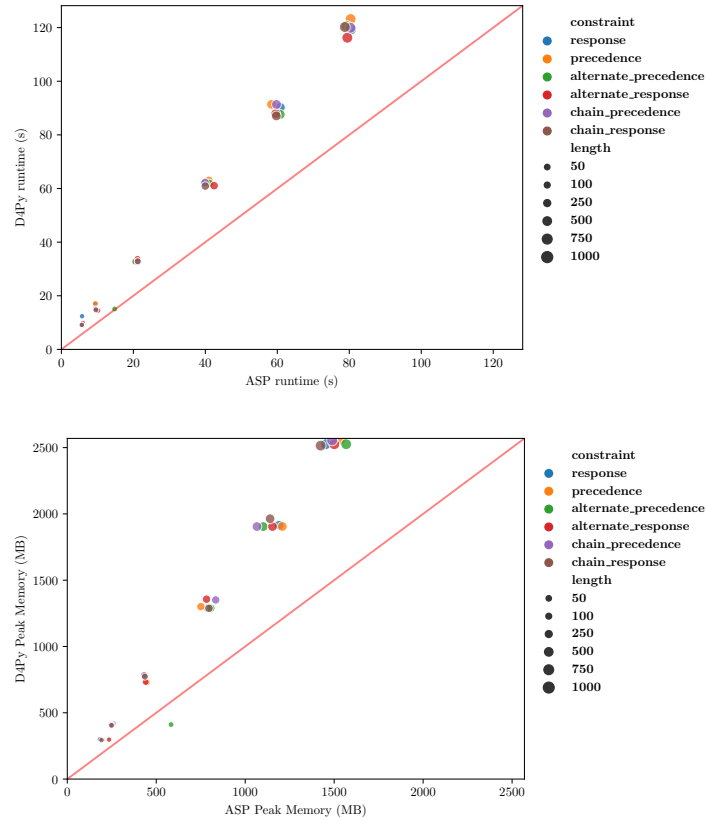 120
100
80
60
40
20
0
D4Py runtime (s)
0 20 40 60 80 100 120
ASP runtime (s)
constraint
response
precedence
alternate_precedence
alternate_response
chain_precedence
chain_response
length
50
100
250
500
750
1000
2500
2000
1500
1000
500
0
D4Py Peak Memory (MB)
0 500 1000 1500 2000 2500
ASP Peak Memory (MB)
constraint
response
precedence
alternate_precedence
alternate_response
chain_precedence
chain_response
length
50
100
250
500
750
1000